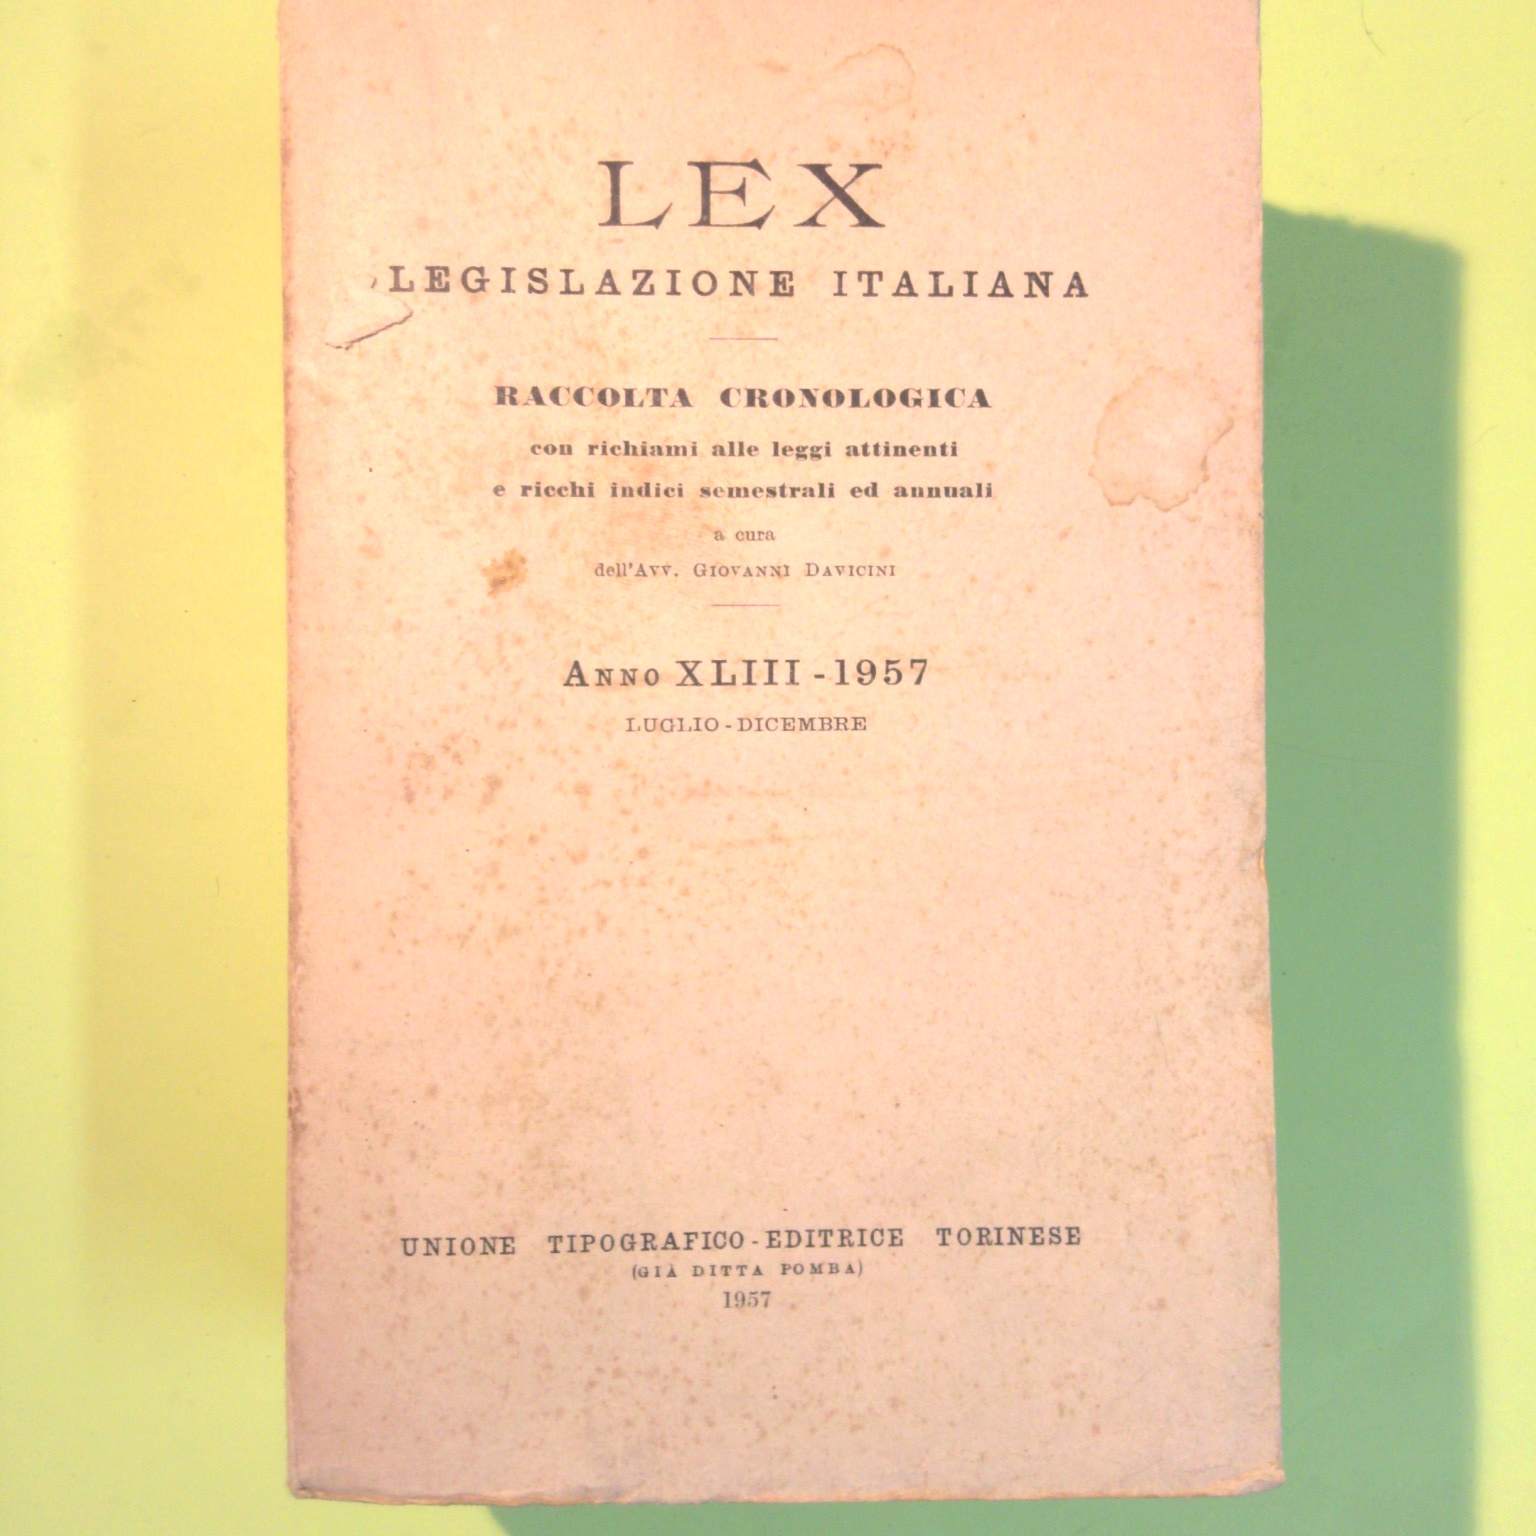 LEX
LEGISLAZIONE ITALIANA
RACCOLTA CRONOLOGICA
con richiami alle leggi attinenti
e ricchi indici semestrali ed annuali
a cura
dell'Avv. Giovanni Davicini
Anno XLIII - 1957
LUGLIO - DICEMBRE
UNIONE TIPOGRAFICO - EDITRICE TORINESE
(GIÀ DITTA POMBA)
1957